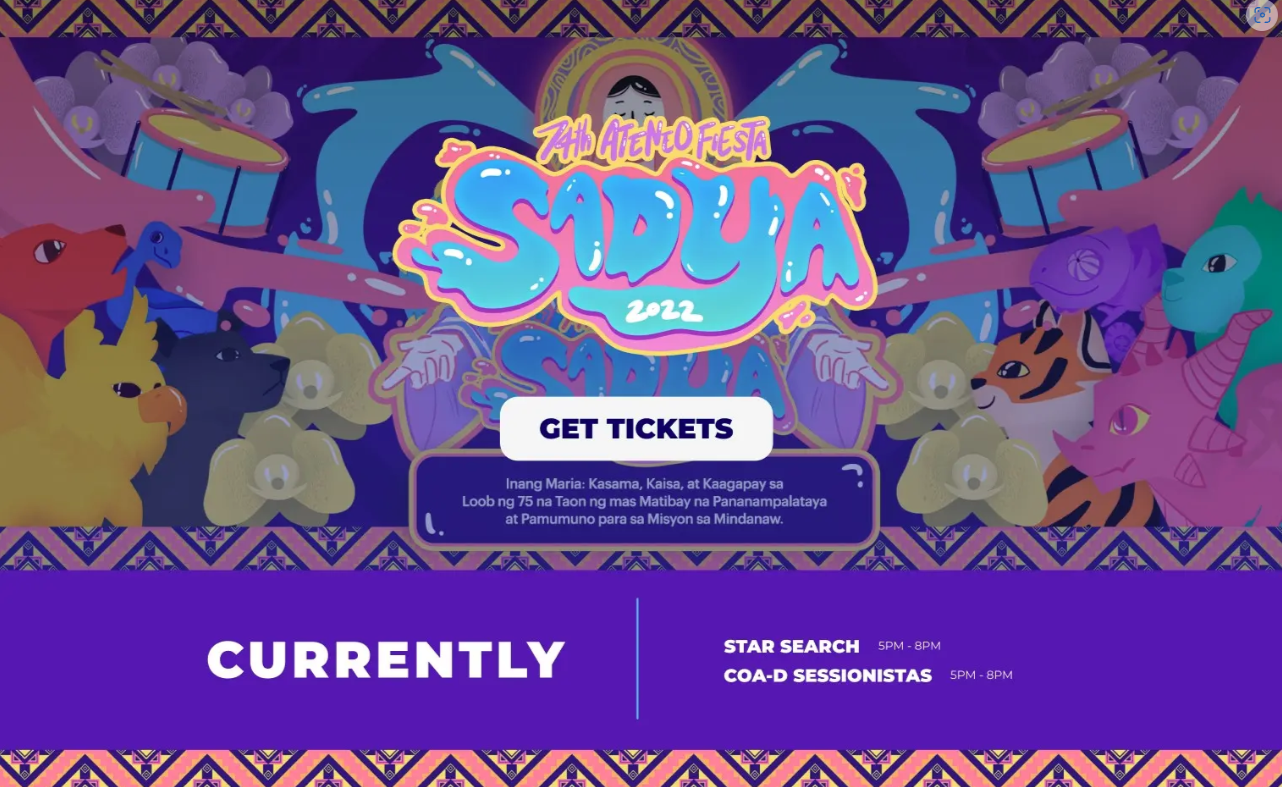 74th ATENEO FIESTA
SADYA
2022
SADYA
GET TICKETS
Inang Maria: Kasama, Kaisa, at Kaagapay sa
Loob ng 75 na Taon ng mas Matibay na Pananampalataya
at Pamumuno para sa Misyon sa Mindanaw.
CURRENTLY
STAR SEARCH 5PM - 8PM
COA-D SESSIONISTAS 5PM - 8PM